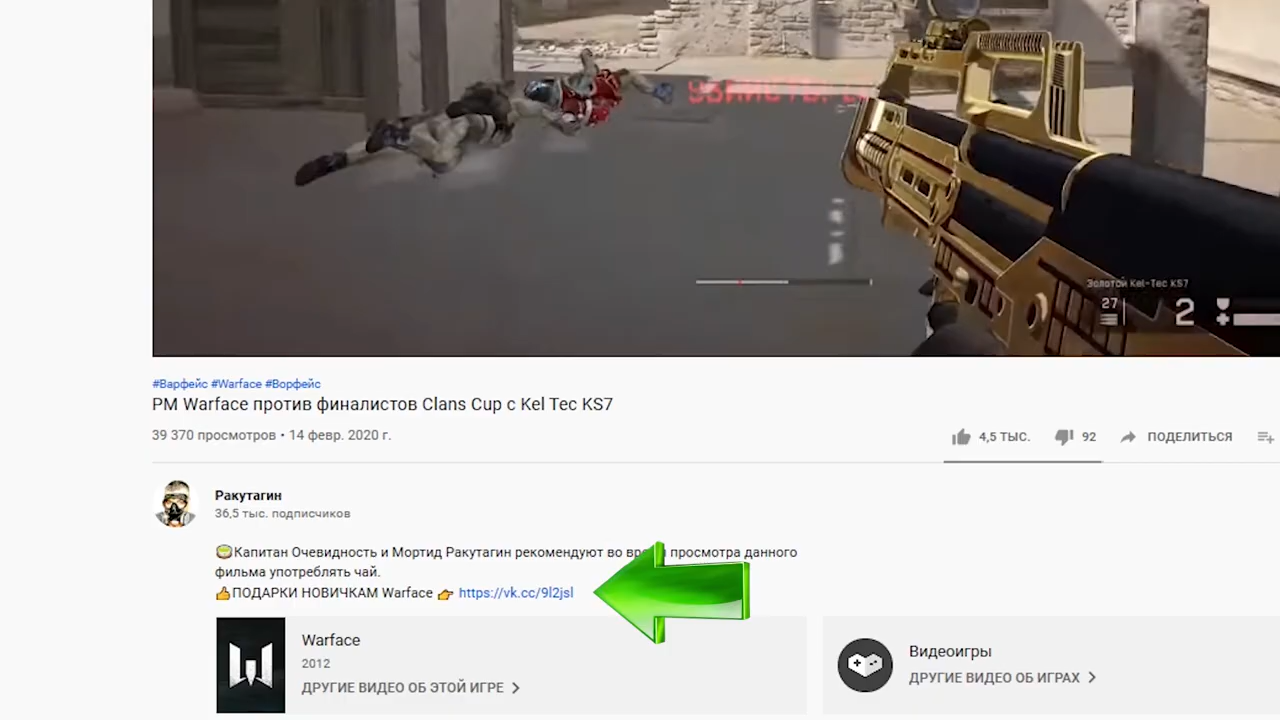 Золотой Kel-Tec KS7
27
2
#Варфейс #Warface #Ворфейс
РМ Warface против финалистов Clans Cup с Kel Tec KS7
39 370 просмотров • 14 февр. 2020 г.
4,5 ТЫС.
92
ПОДЕЛИТЬСЯ
Ракутагин
36,5 тыс. подписчиков
Капитан Очевидность и Мортид Ракутагин рекомендуют во просмотра данного
фильма употреблять чай.
ПОДАРКИ НОВИЧКАМ Warface 👉 https://vk.cc/9l2jsl
Warface
2012
ДРУГИЕ ВИДЕО ОБ ЭТОЙ ИГРЕ
Видеоигры
ДРУГИЕ ВИДЕО ОБ ИГРАХ